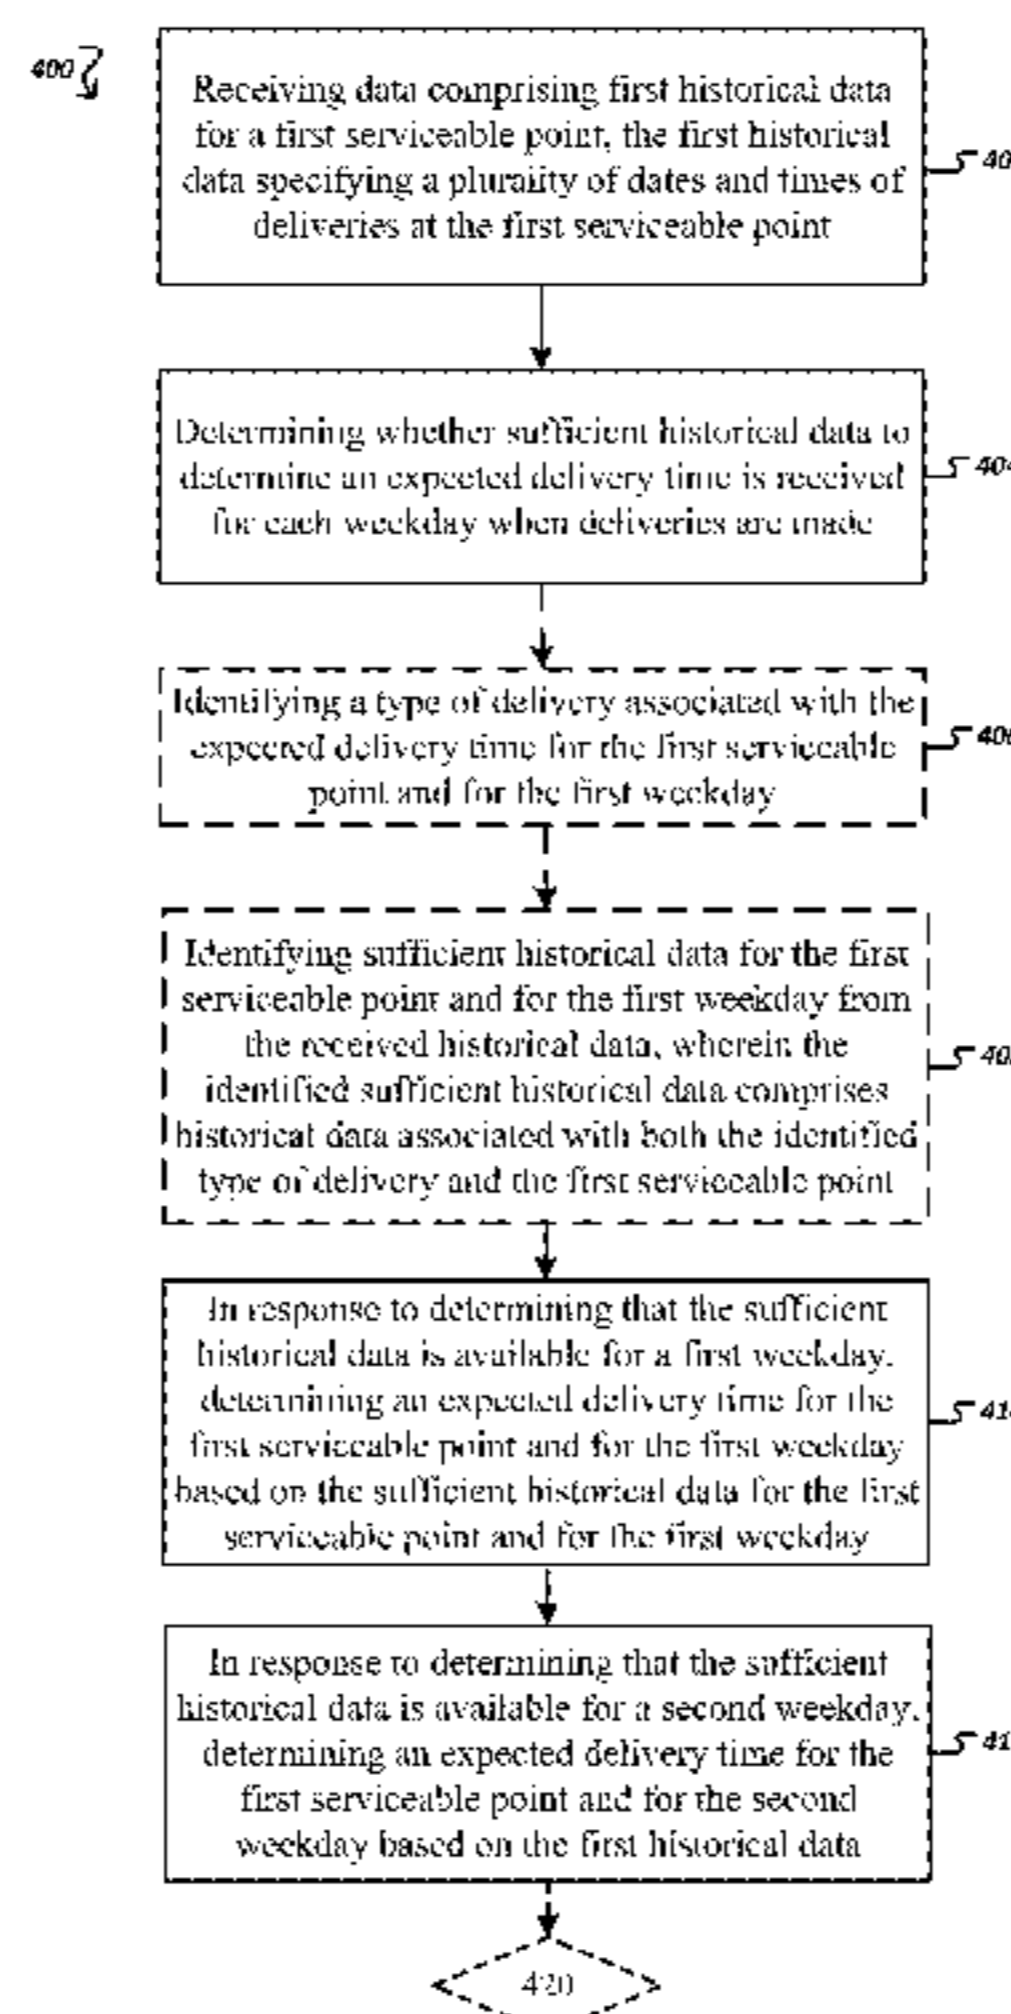 400
Receiving data comprising first historical data
for a first serviceable point, the first historical
data specifying a plurality of dates and times of
deliveries at the first serviceable point
40
Determining whether sufficient historical data to
determine an expected delivery time is received
for each weekday when deliveries are made
404
Identifying a type of delivery associated with the
expected delivery time for the first serviceable
point and for the first weekday
406
Identifying sufficient historical data for the first
serviceable point and for the first weekday from
the received historical data, wherein the
identified sufficient historical data comprises
historical data associated with both the identified
type of delivery and the first serviceable point
40
In response to determining that the sufficient
historical data is available for a first weekday,
determining an expected delivery time for the
first serviceable point and for the first weekday
based on the sufficient historical data for the first
serviceable point and for the first weekday
41
In response to determining that the sufficient
historical data is available for a second weekday,
determining an expected delivery time for the
first serviceable point and for the second
weekday based on the first historical data
41
420